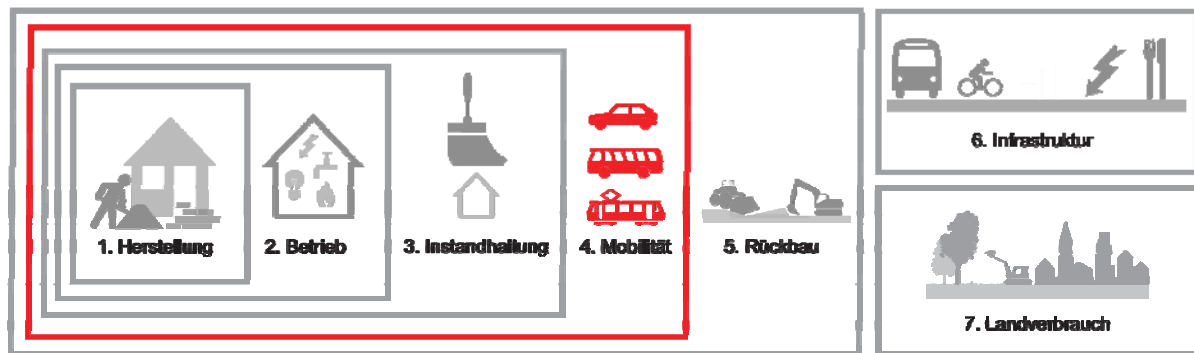 1. Herstellung
2. Betrieb
3. Instandhaltung
4. Mobilität
5. Rückbau
6. Infrastruktur
7. Landverbrauch